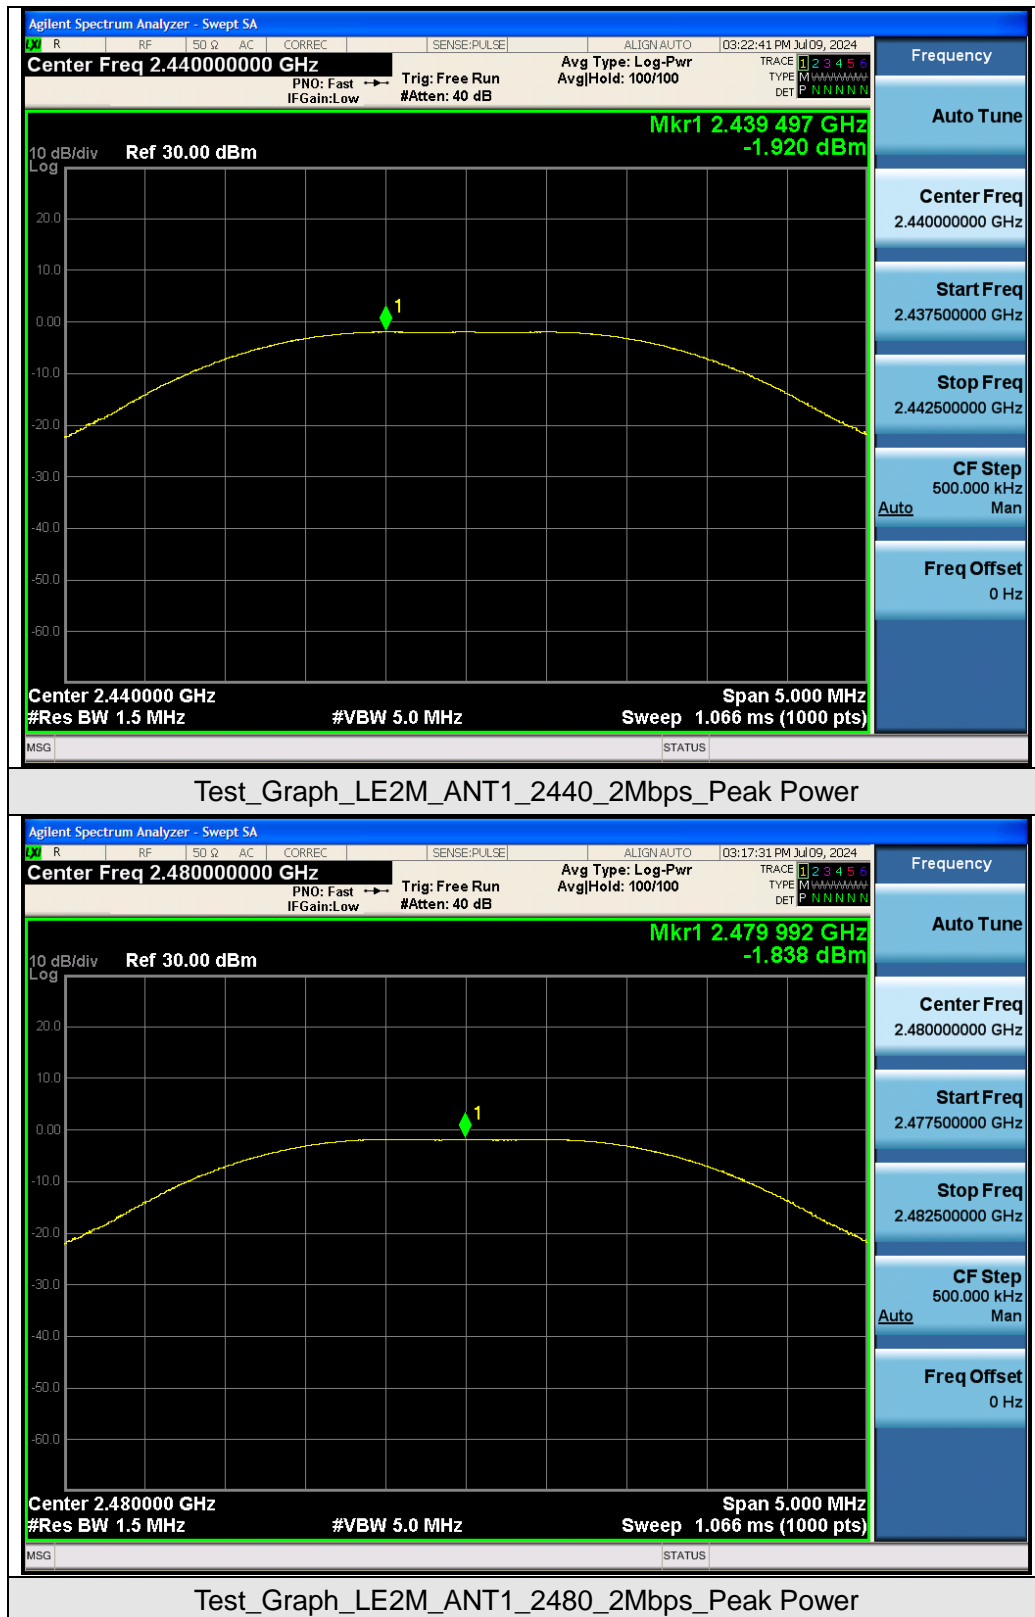 Agilent Spectrum Analyzer - Swept SA
LXI R RF 50 Ω AC CORREC SENSE:PULSE ALIGN AUTO 03:22:41 PM Jul 09, 2024
Center Freq 2.440000000 GHz
PNO: Fast
IFGain:Low
Trig: Free Run
#Atten: 40 dB
Avg Type: Log-Pwr
Avg|Hold: 100/100
TRACE 1 2 3 4 5 6
TYPE M
DET P N N N N N
Mkr1 2.439 497 GHz
-1.920 dBm
10 dB/div Ref 30.00 dBm
Log
20.0
10.0
0.00
-10.0
-20.0
-30.0
-40.0
-50.0
-60.0
1
Center 2.440000 GHz Span 5.000 MHz
#Res BW 1.5 MHz #VBW 5.0 MHz Sweep 1.066 ms (1000 pts)
MSG STATUS
Frequency
Auto Tune
Center Freq
2.440000000 GHz
Start Freq
2.437500000 GHz
Stop Freq
2.442500000 GHz
CF Step
500.000 kHz
Auto Man
Freq Offset
0 Hz
Test_Graph_LE2M_ANT1_2440_2Mbps_Peak Power
Agilent Spectrum Analyzer - Swept SA
LXI R RF 50 Ω AC CORREC SENSE:PULSE ALIGN AUTO 03:17:31 PM Jul 09, 2024
Center Freq 2.480000000 GHz
PNO: Fast
IFGain:Low
Trig: Free Run
#Atten: 40 dB
Avg Type: Log-Pwr
Avg|Hold: 100/100
TRACE 1 2 3 4 5 6
TYPE M
DET P N N N N N
Mkr1 2.479 992 GHz
-1.838 dBm
10 dB/div Ref 30.00 dBm
Log
20.0
10.0
0.00
-10.0
-20.0
-30.0
-40.0
-50.0
-60.0
1
Center 2.480000 GHz Span 5.000 MHz
#Res BW 1.5 MHz #VBW 5.0 MHz Sweep 1.066 ms (1000 pts)
MSG STATUS
Frequency
Auto Tune
Center Freq
2.480000000 GHz
Start Freq
2.477500000 GHz
Stop Freq
2.482500000 GHz
CF Step
500.000 kHz
Auto Man
Freq Offset
0 Hz
Test_Graph_LE2M_ANT1_2480_2Mbps_Peak Power